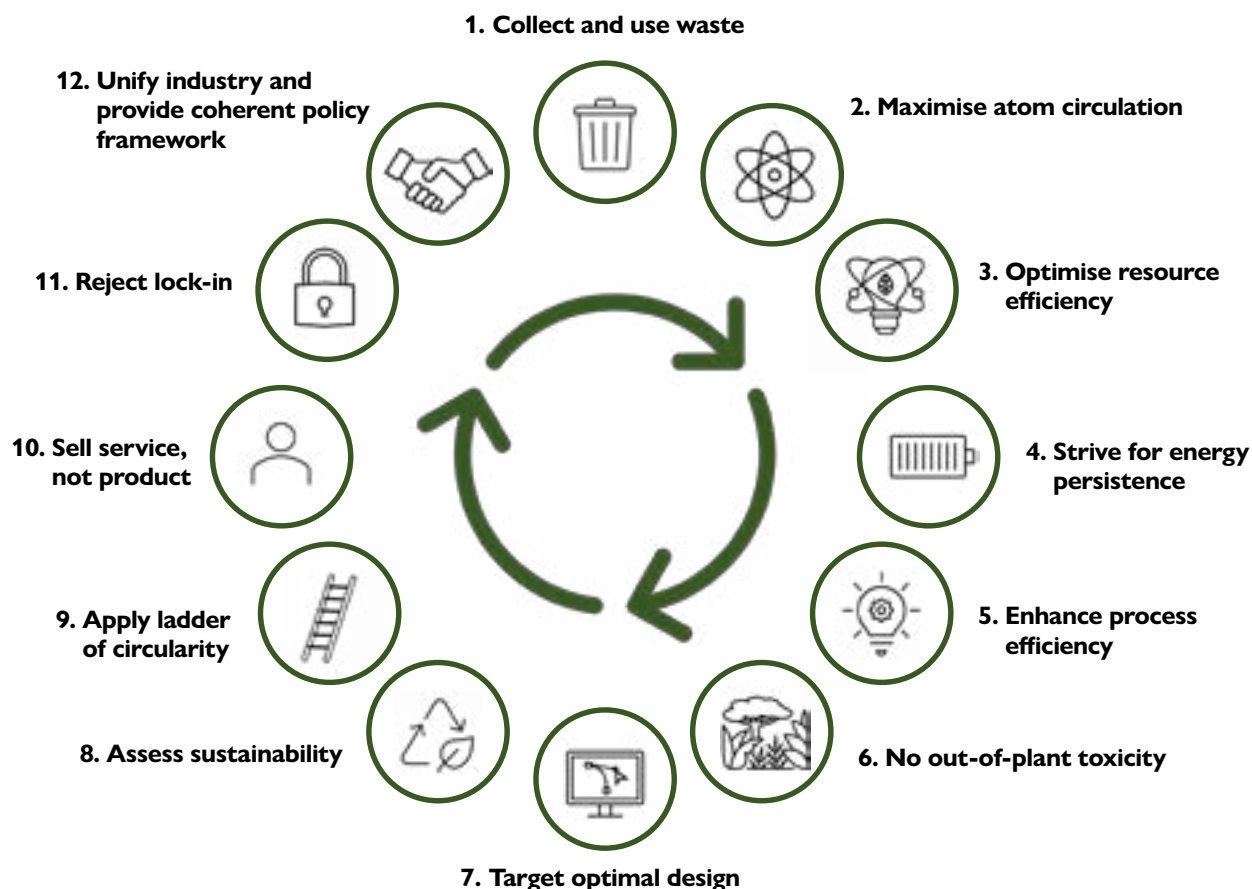 1. Collect and use waste
2. Maximise atom circulation
3. Optimise resource
efficiency
4. Strive for energy
persistence
5. Enhance process
efficiency
6. No out-of-plant toxicity
7. Target optimal design
8. Assess sustainability
9. Apply ladder
of circularity
10. Sell service,
not product
11. Reject lock-in
12. Unify industry and
provide coherent policy
framework